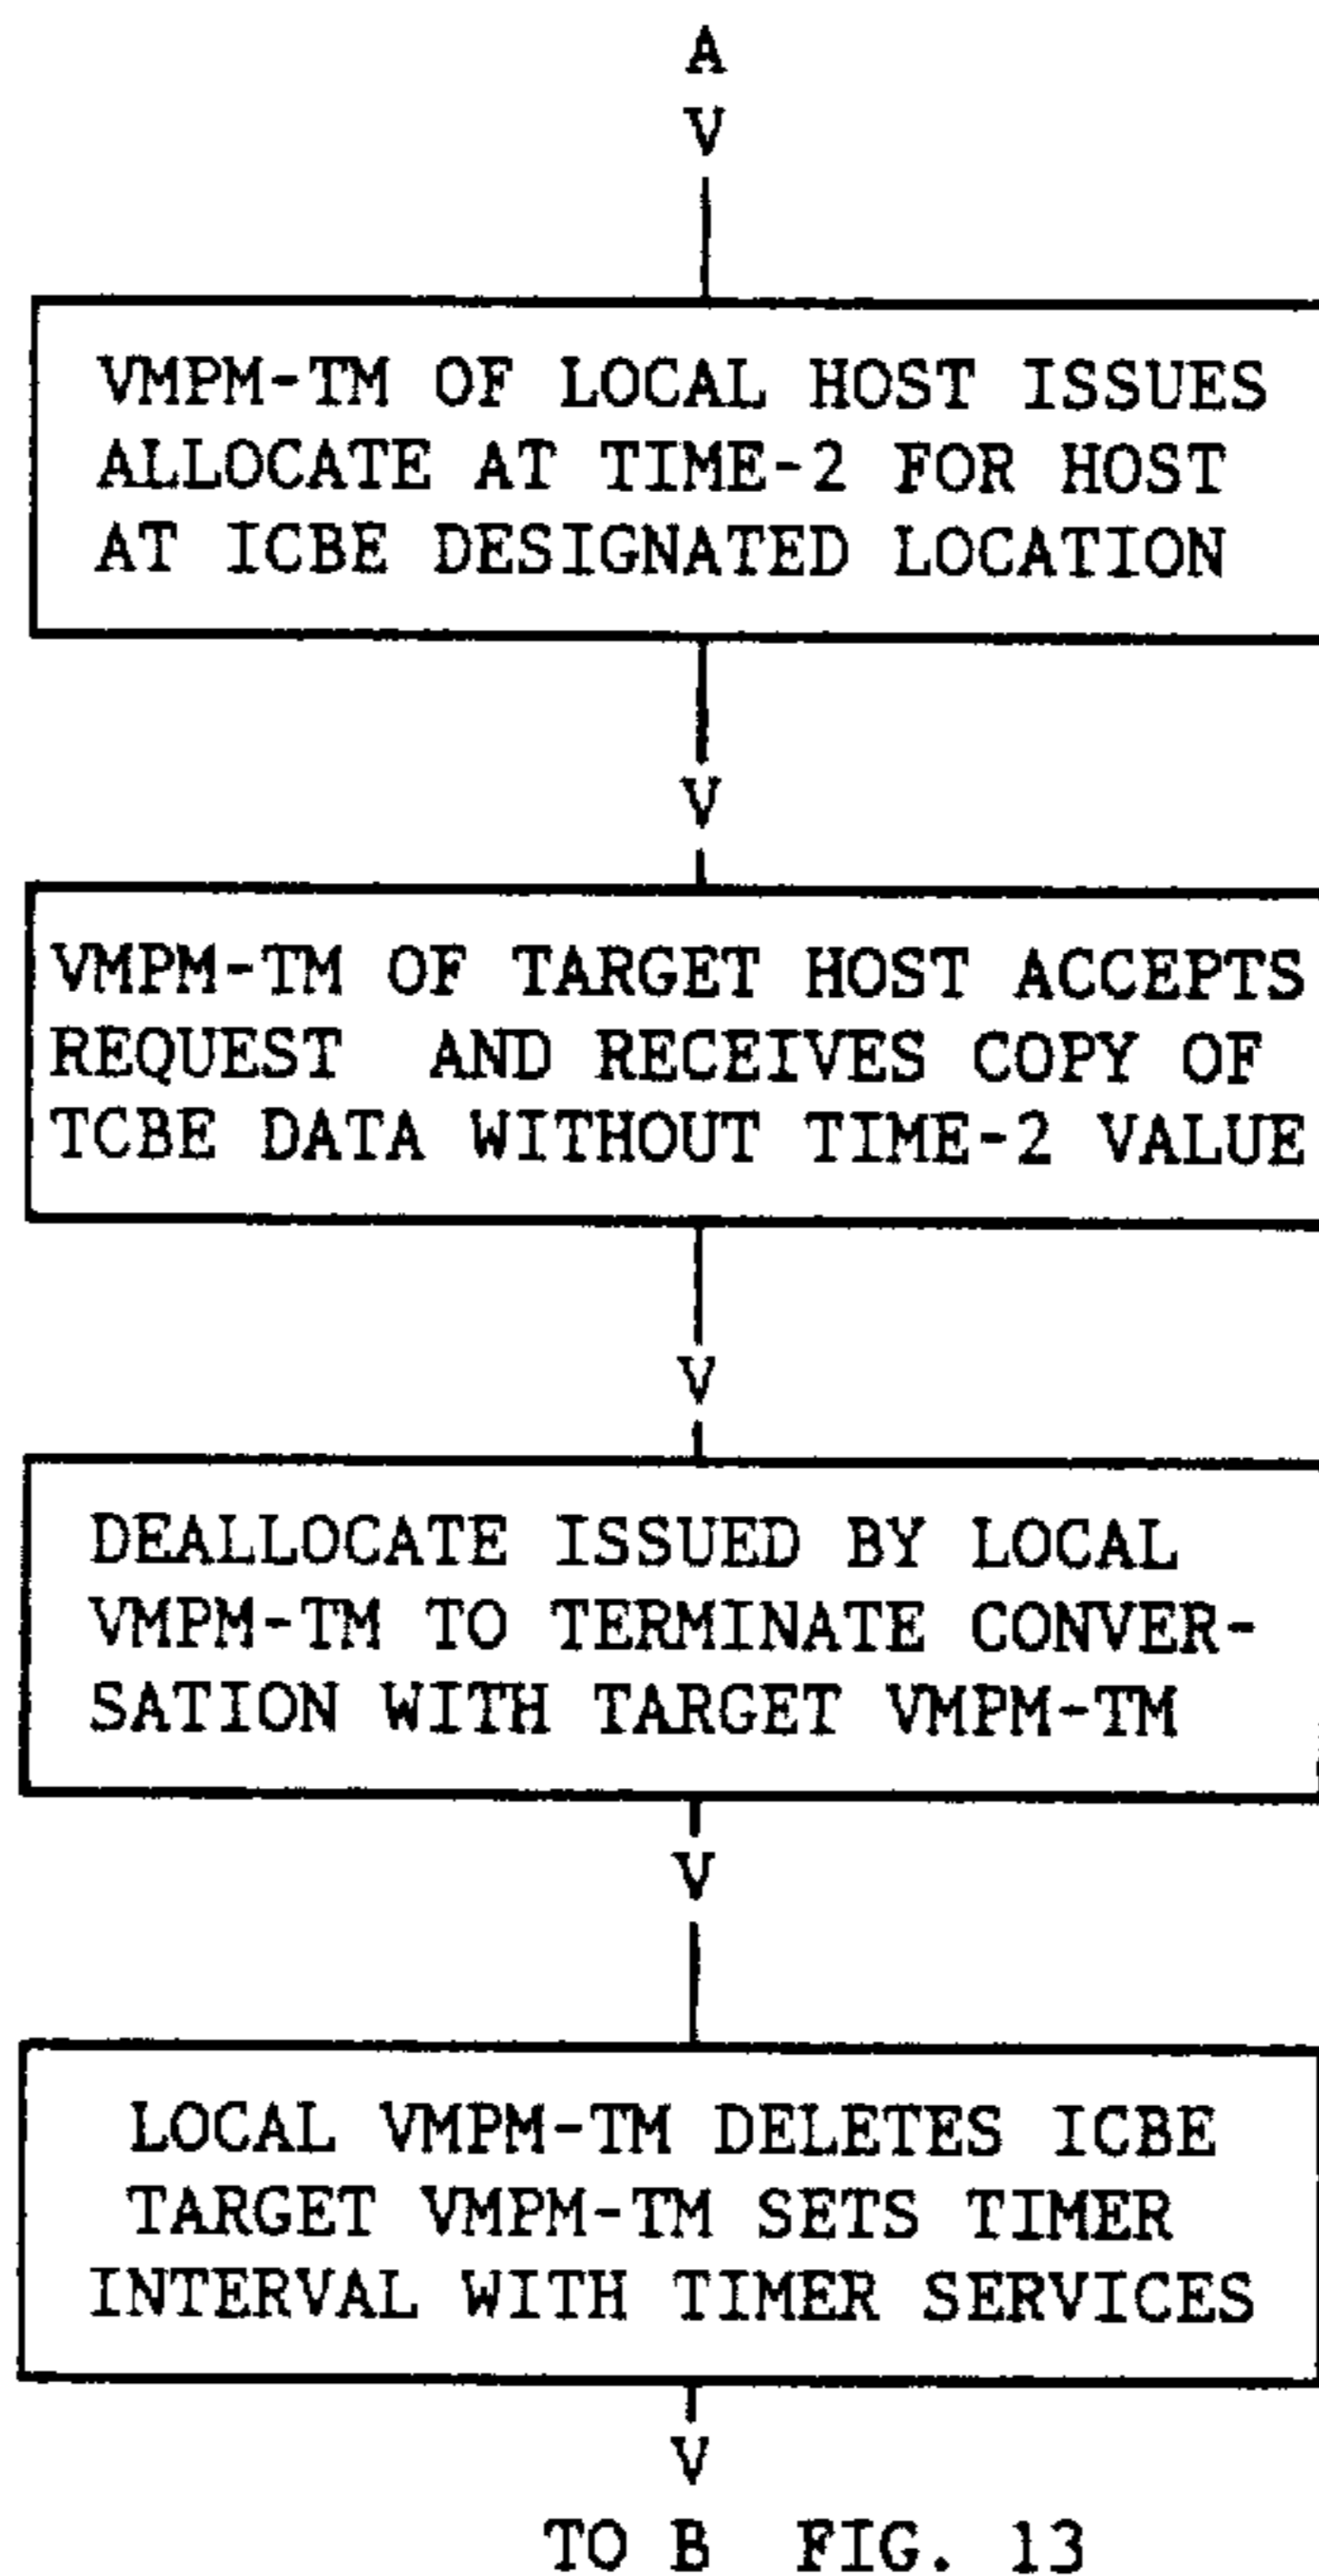 A
V
VMPM-TM OF LOCAL HOST ISSUES
ALLOCATE AT TIME-2 FOR HOST
AT ICBE DESIGNATED LOCATION
V
VMPM-TM OF TARGET HOST ACCEPTS
REQUEST AND RECEIVES COPY OF
TCBE DATA WITHOUT TIME-2 VALUE
V
DEALLOCATE ISSUED BY LOCAL
VMPM-TM TO TERMINATE CONVER-
SATION WITH TARGET VMPM-TM
V
LOCAL VMPM-TM DELETES ICBE
TARGET VMPM-TM SETS TIMER
INTERVAL WITH TIMER SERVICES
V
TO B FIG. 13